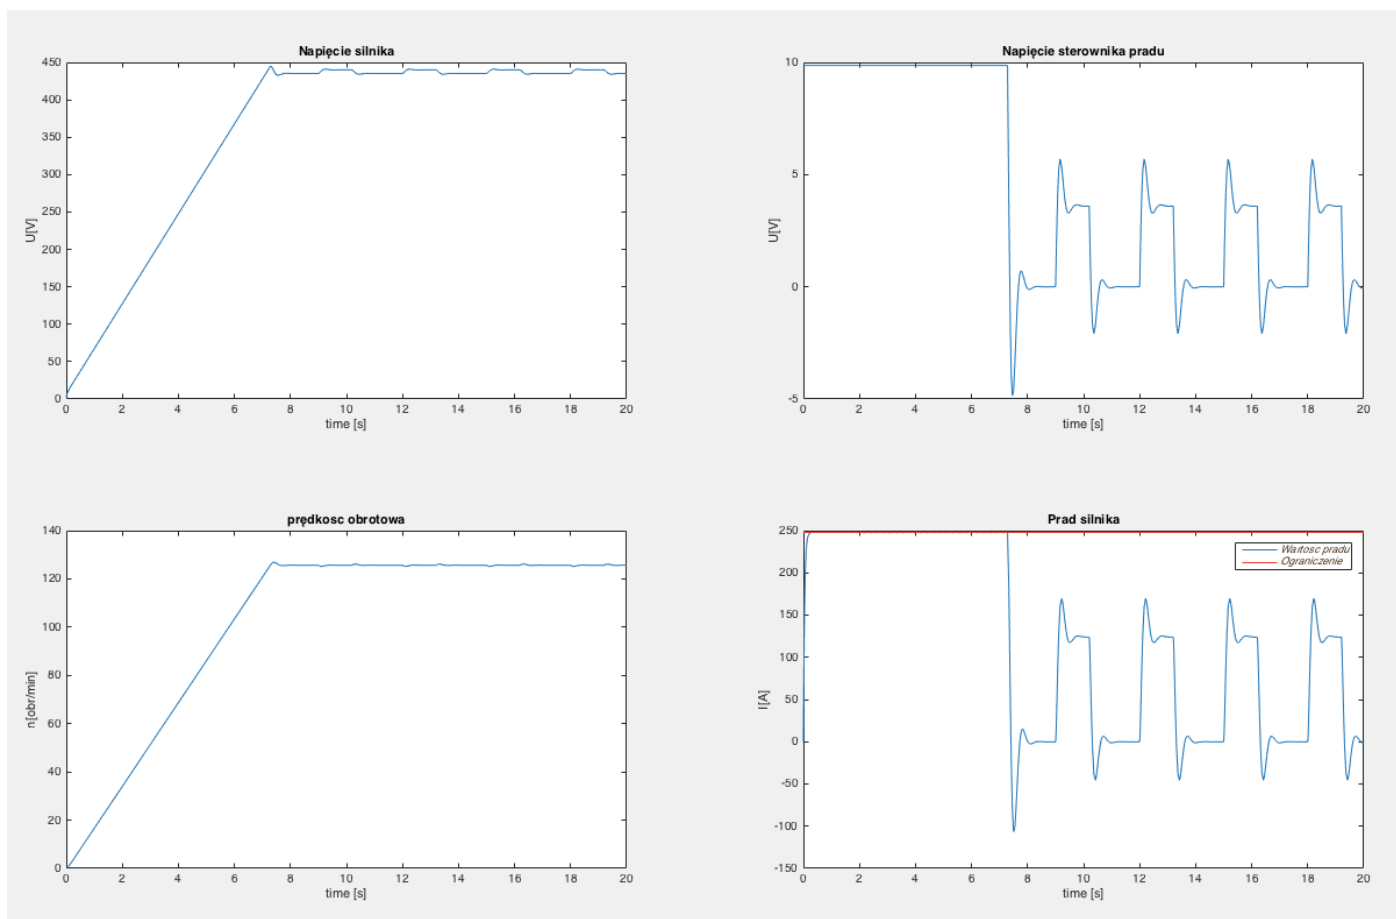 Napięcie silnika
450
400
350
300
250
200
150
100
50
0
U[V]
0 2 4 6 8 10 12 14 16 18 20
time [s]
Napięcie sterownika pradu
10
5
0
-5
U[V]
0 2 4 6 8 10 12 14 16 18 20
time [s]
prędkosc obrotowa
140
120
100
80
60
40
20
0
n[obr/min]
0 2 4 6 8 10 12 14 16 18 20
time [s]
Prad silnika
250
200
150
100
50
0
-50
-100
-150
I[A]
Wartosc pradu
Ograniczenie
0 2 4 6 8 10 12 14 16 18 20
time [s]